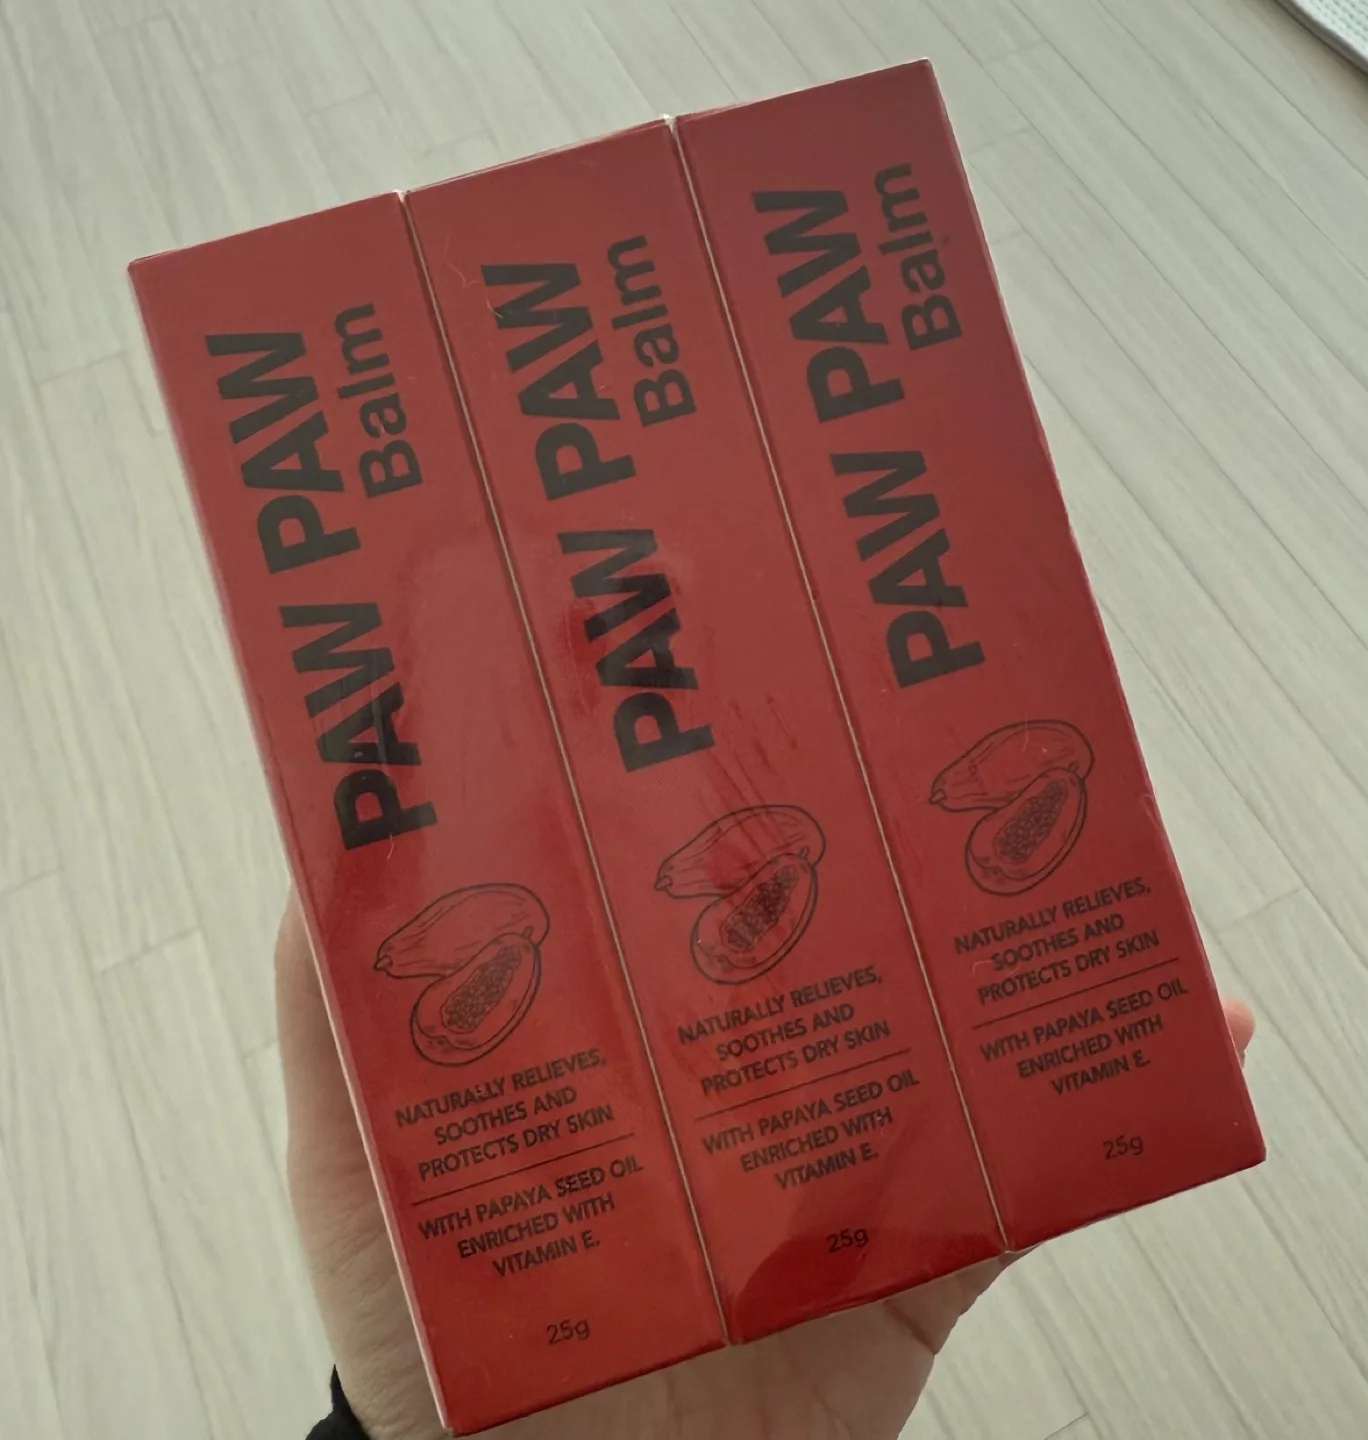 PAW PAW
Balm
NATURALLY RELIEVES,
SOOTHES AND
PROTECTS DRY SKIN
WITH PAPAYA SEED OIL
ENRICHED WITH
VITAMIN E.
25g
PAW PAW
Balm
NATURALLY RELIEVES,
SOOTHES AND
PROTECTS DRY SKIN
WITH PAPAYA SEED OIL
ENRICHED WITH
VITAMIN E.
25g
PAW PAW
Balm
NATURALLY RELIEVES,
SOOTHES AND
PROTECTS DRY SKIN
WITH PAPAYA SEED OIL
ENRICHED WITH
VITAMIN E.
25g